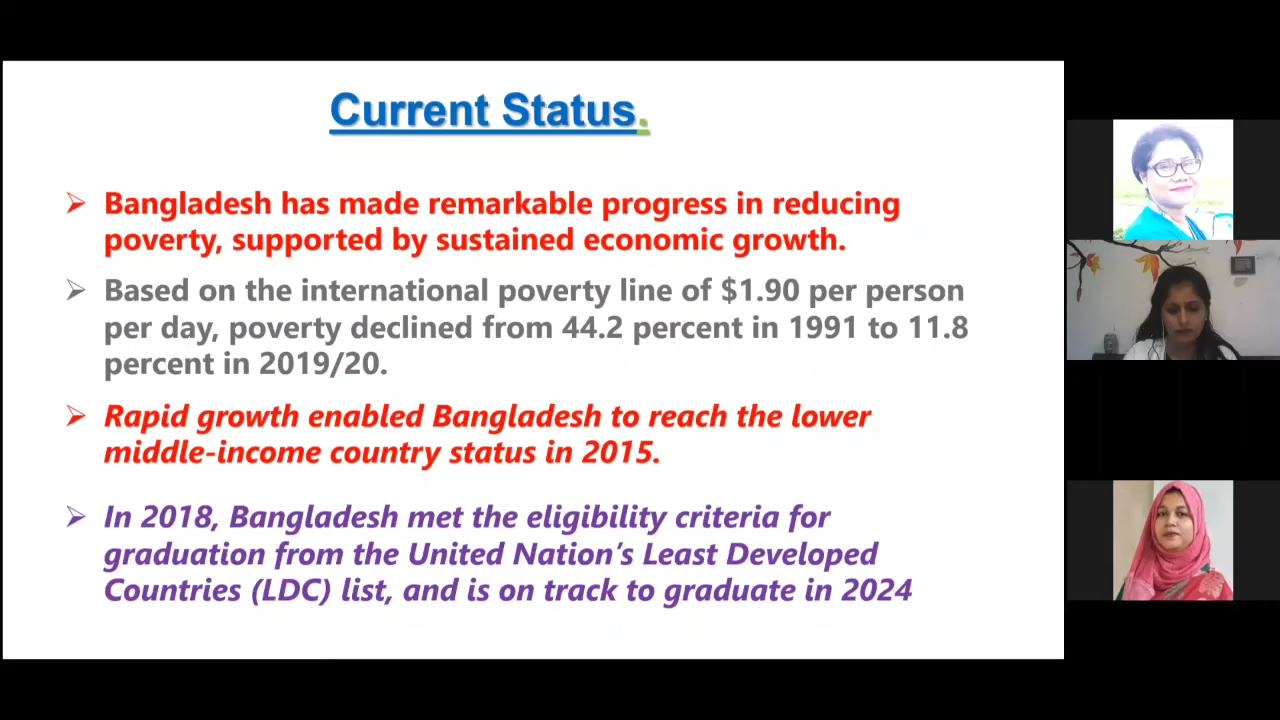 Current Status.
Bangladesh has made remarkable progress in reducing
poverty, supported by sustained economic growth.
Based on the international poverty line of $1.90 per person
per day, poverty declined from 44.2 percent in 1991 to 11.8
percent in 2019/20.
Rapid growth enabled Bangladesh to reach the lower
middle-income country status in 2015.
In 2018, Bangladesh met the eligibility criteria for
graduation from the United Nation’s Least Developed
Countries (LDC) list, and is on track to graduate in 2024